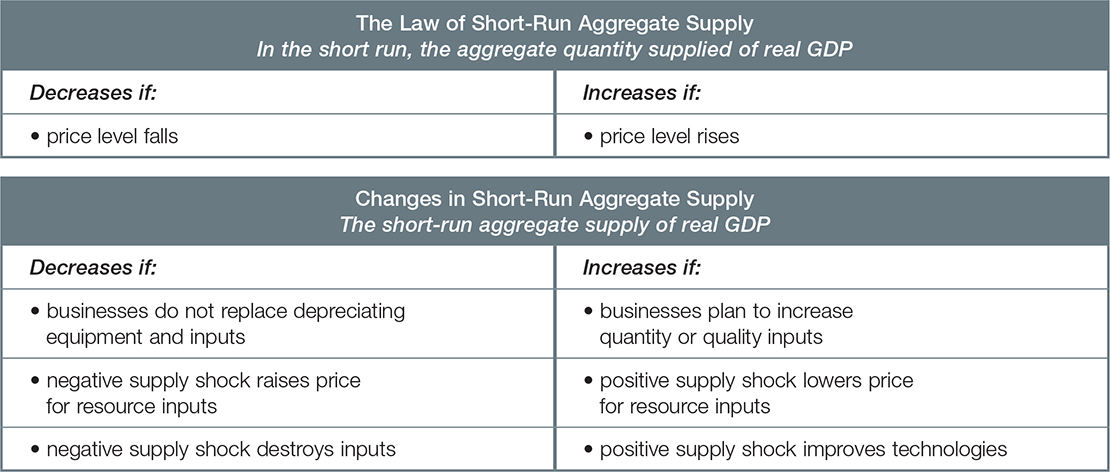 The Law of Short-Run Aggregate Supply
In the short run, the aggregate quantity supplied of real GDP
Decreases if:
Increases if:
• price level falls
• price level rises
Changes in Short-Run Aggregate Supply
The short-run aggregate supply of real GDP
Decreases if:
Increases if:
• businesses do not replace depreciating
equipment and inputs
• businesses plan to increase
quantity or quality inputs
• negative supply shock raises price
for resource inputs
• positive supply shock lowers price
for resource inputs
• negative supply shock destroys inputs
• positive supply shock improves technologies